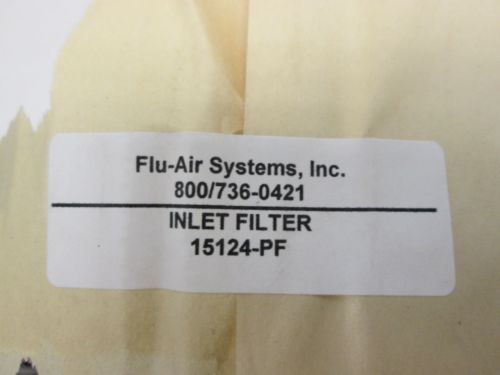 Flu-Air Systems, Inc.
800/736-0421
INLET FILTER
15124-PF